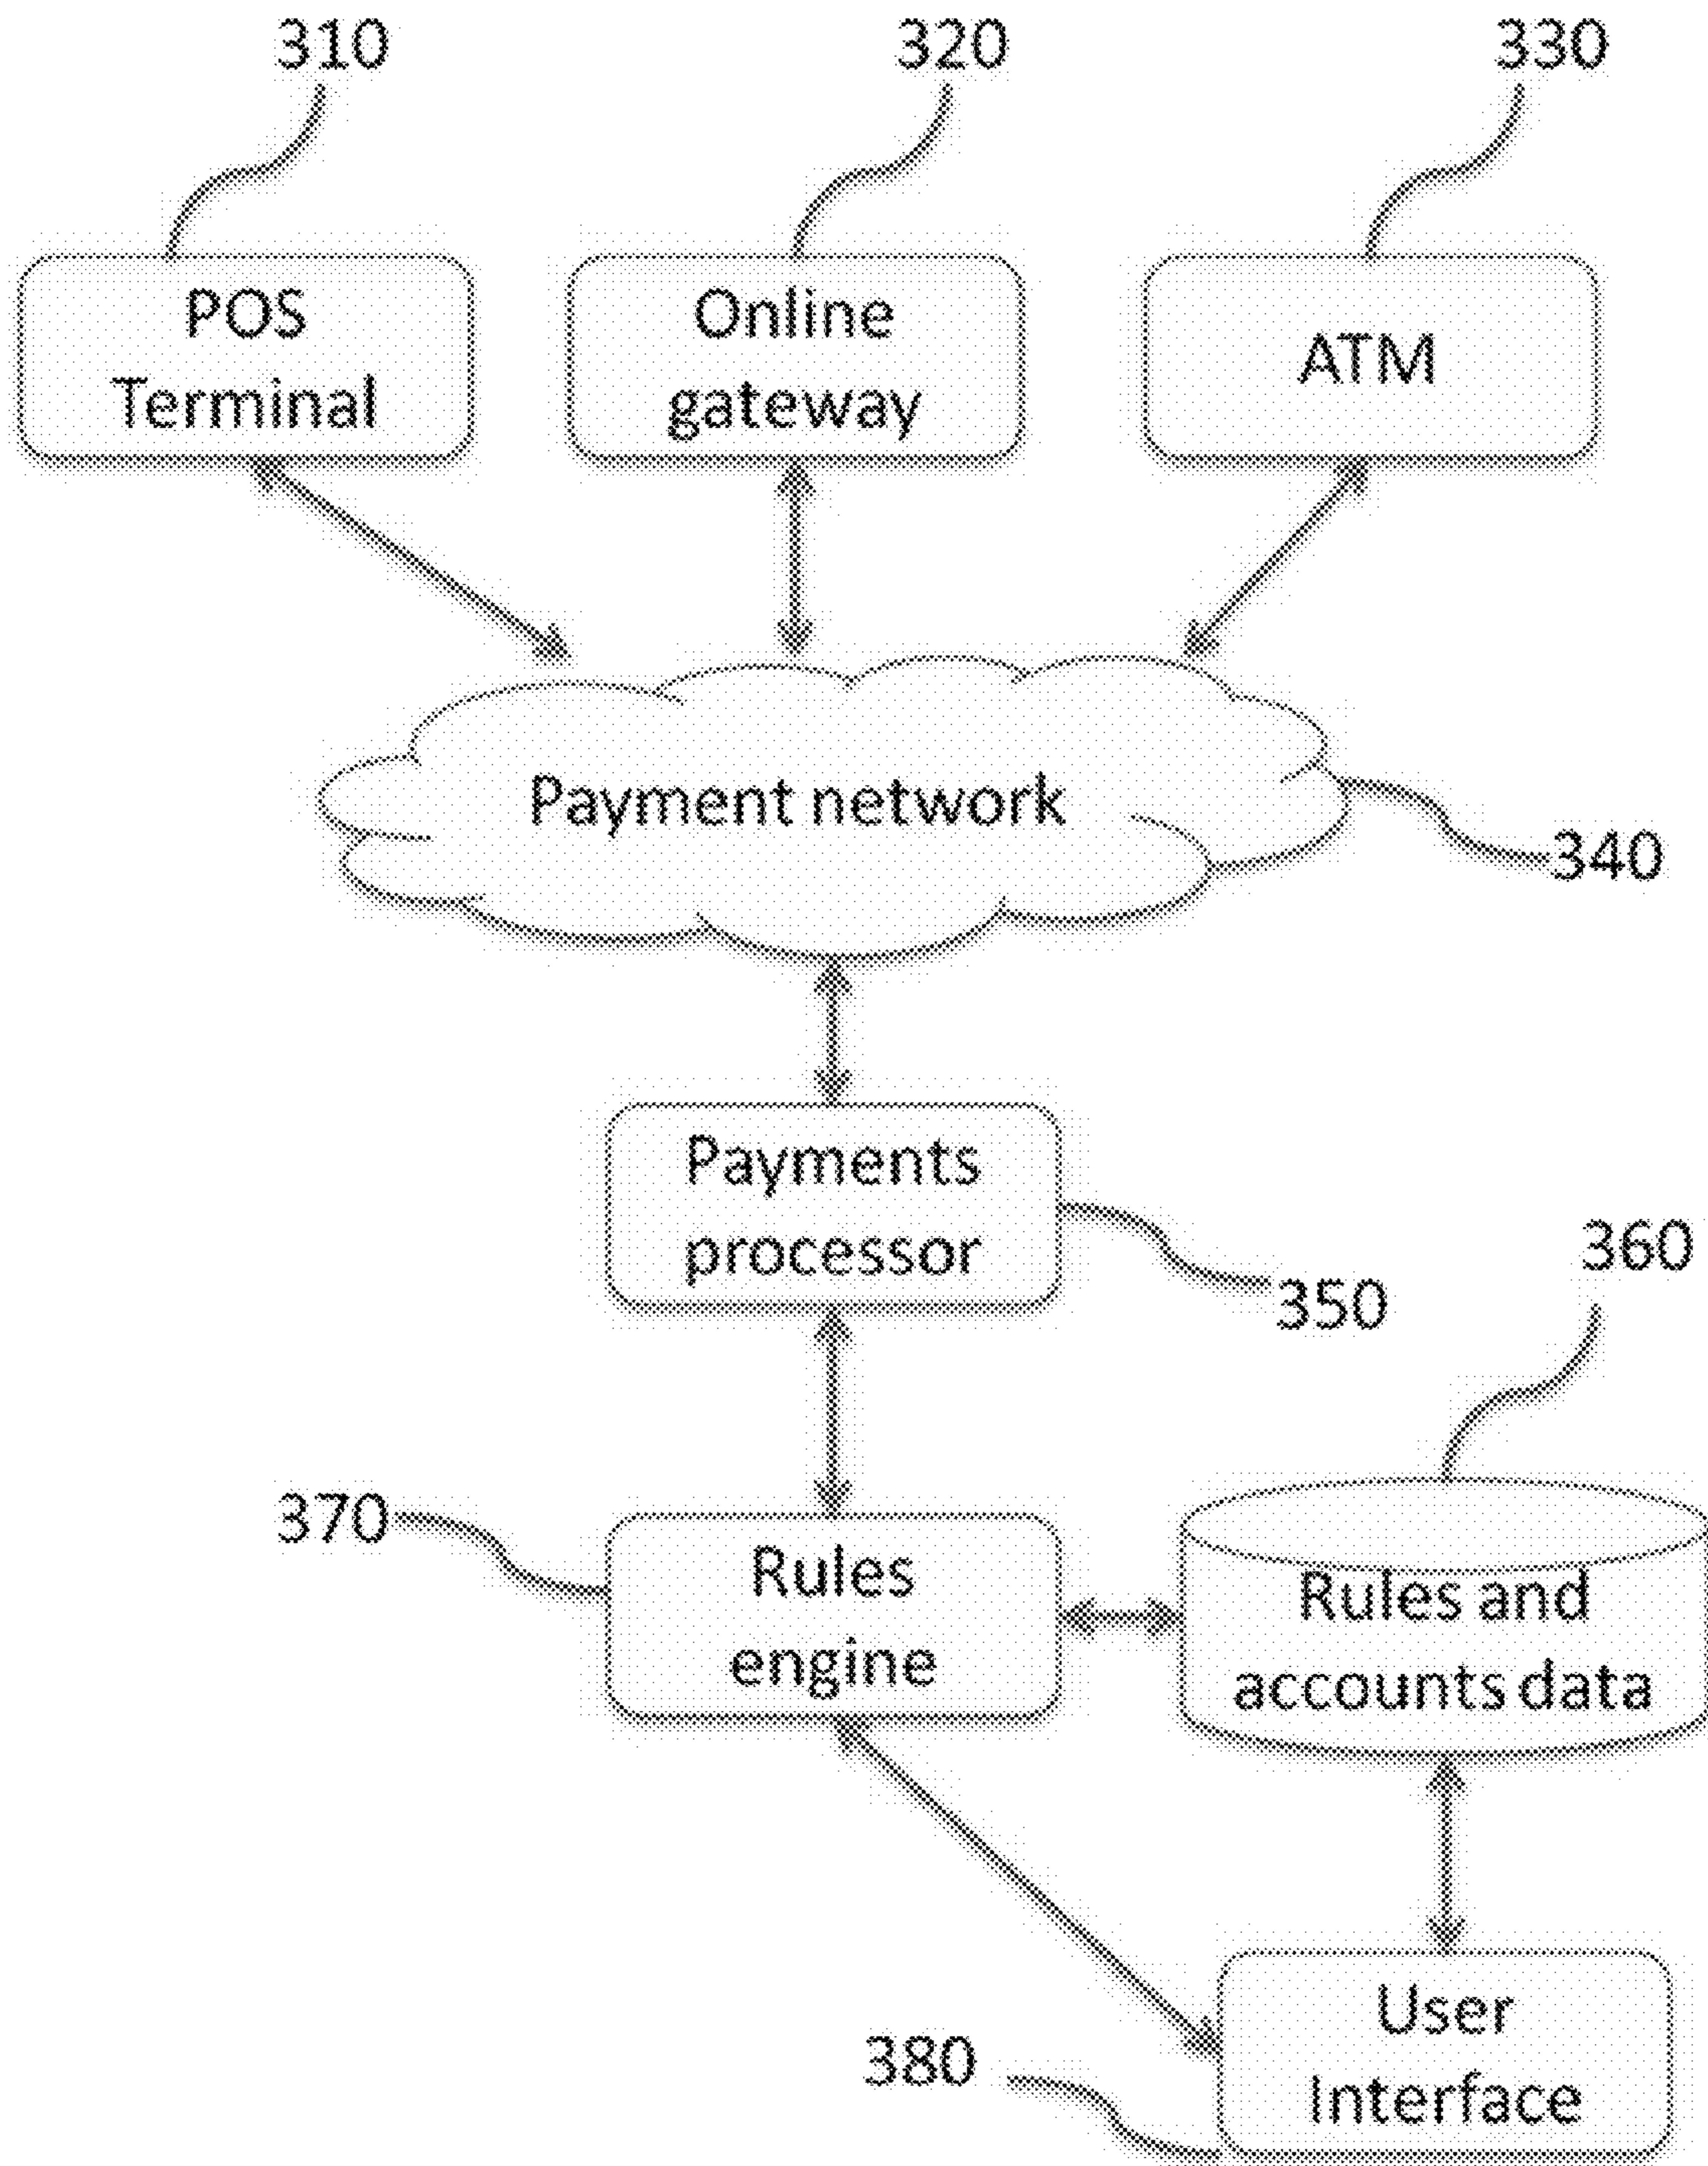 310
320
330
POS
Terminal
Online
gateway
ATM
Payment network
340
Payments
processor
350
360
370
Rules
engine
Rules and
accounts data
User
Interface
380